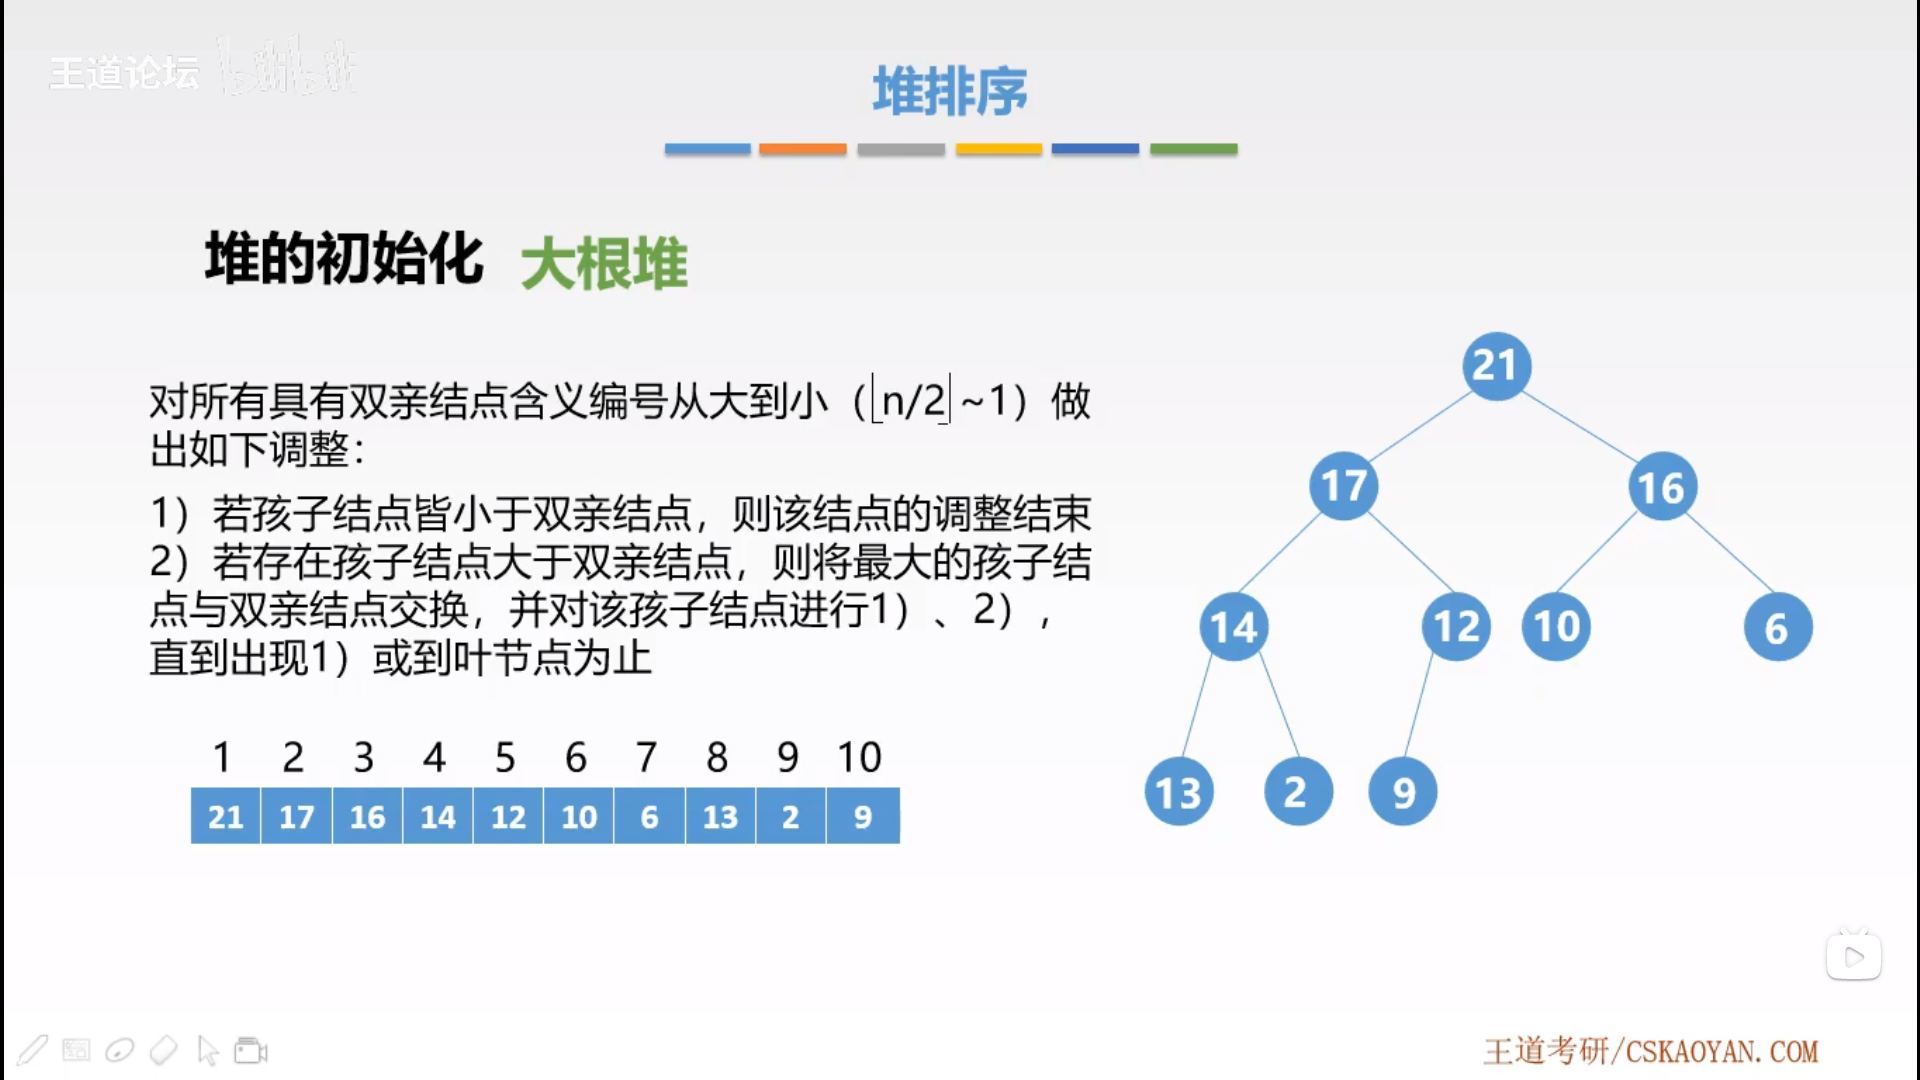 王道论坛 bilibili
堆排序
堆的初始化 大根堆
对所有具有双亲结点含义编号从大到小（⌊n/2⌋ ~1）做
出如下调整：
1）若孩子结点皆小于双亲结点，则该结点的调整结束
2）若存在孩子结点大于双亲结点，则将最大的孩子结
点与双亲结点交换，并对该孩子结点进行1）、2），
直到出现1）或到叶节点为止
1 2 3 4 5 6 7 8 9 10
21 17 16 14 12 10 6 13 2 9
21
17 16
14 12 10 6
13 2 9
王道考研/CSKAOYAN.COM